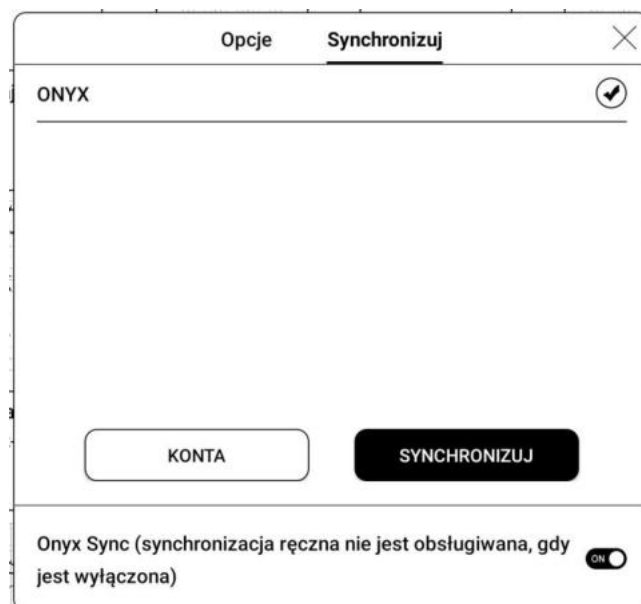 Opcje Synchronizuj
ONYX
KONTA SYNCHRONIZUJ
Onyx Sync (synchronizacja ręczna nie jest obsługiwana, gdy
jest wyłączona)
ON